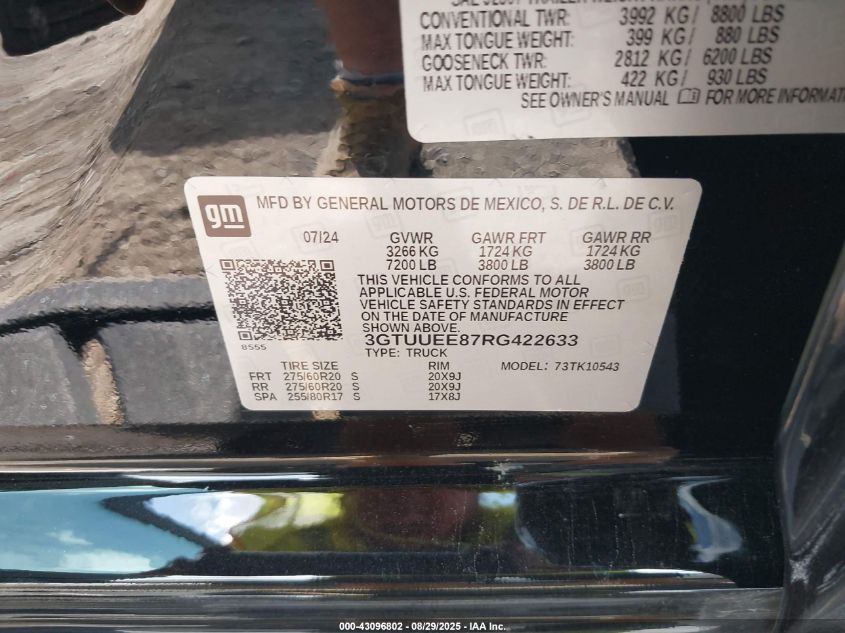 CONVENTIONAL TWR: 3992 KG/ 8800 LBS
MAX TONGUE WEIGHT: 399 KG/ 880 LBS
GOOSENECK TWR: 2812 KG/ 6200 LBS
MAX TONGUE WEIGHT: 422 KG/ 930 LBS
SEE OWNER'S MANUAL FOR MORE INFORMAT
gm MFD BY GENERAL MOTORS DE MEXICO, S. DE R.L. DE C.V.
07/24 GVWR GAWR FRT GAWR RR
3266 KG 1724 KG 1724 KG
7200 LB 3800 LB 3800 LB
THIS VEHICLE CONFORMS TO ALL
APPLICABLE U.S. FEDERAL MOTOR
VEHICLE SAFETY STANDARDS IN EFFECT
ON THE DATE OF MANUFACTURE
SHOWN ABOVE.
8555 3GTUUEE87RG422633
TYPE: TRUCK
TIRE SIZE RIM MODEL: 73TK10543
FRT 275/60R20 S 20X9J
RR 275/60R20 S 20X9J
SPA 255/80R17 S 17X8J
000-43096802 - 08/29/2025 - IAA Inc.